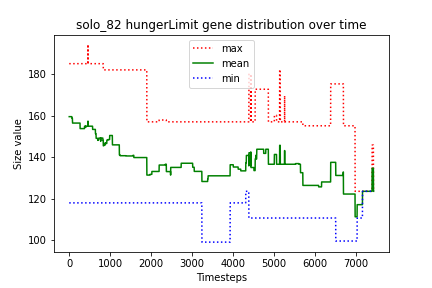 solo_82 hungerLimit gene distribution over time
max
mean
min
Size value
180
160
140
120
100
0
1000
2000
3000
4000
5000
6000
7000
Timesteps